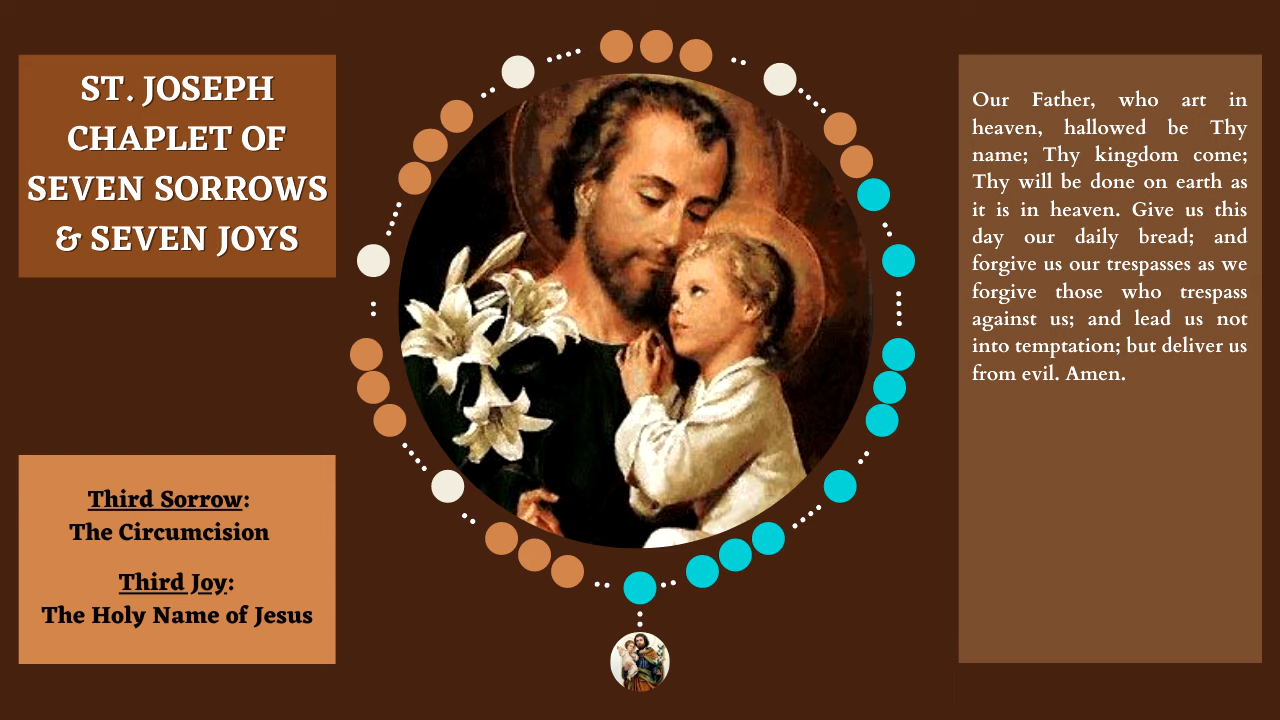 ST. JOSEPH
CHAPLET OF
SEVEN SORROWS
& SEVEN JOYS
Third Sorrow:
The Circumcision
Third Joy:
The Holy Name of Jesus
Our Father, who art in
heaven, hallowed be Thy
name; Thy kingdom come;
Thy will be done on earth as
it is in heaven. Give us this
day our daily bread; and
forgive us our trespasses as we
forgive those who trespass
against us; and lead us not
into temptation; but deliver us
from evil. Amen.